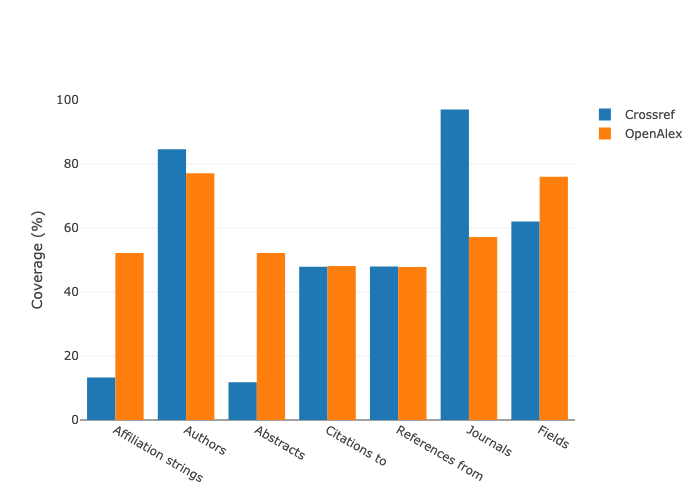 100
80
60
40
20
0
Coverage (%)
Affiliation strings
Authors
Abstracts
Citations to
References from
Journals
Fields
Crossref
OpenAlex